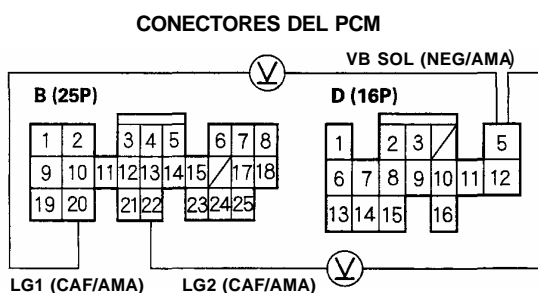 CONECTORES DEL PCM
VB SOL (NEG/AMA)
V
B (25P)
D (16P)
1 2 3 4 5 6 7 8
9 10 11 12 13 14 15 17 18
19 20 21 22 23 24 25
1 2 3 5
6 7 8 9 10 11 12
13 14 15 16
V
LG1 (CAF/AMA)
LG2 (CAF/AMA)